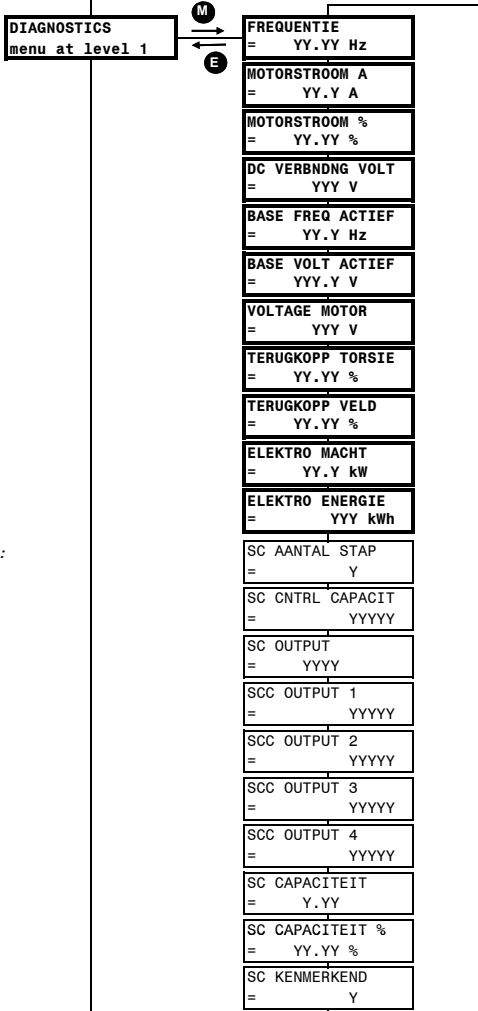 DIAGNOSTICS
menu at level 1
M
E
FREQUENTIE
= YY.YY Hz
MOTORSTROOM A
= YY.Y A
MOTORSTROOM %
= YY.YY %
DC VERBNDNG VOLT
= YYY V
BASE FREQ ACTIEF
= YY.Y Hz
BASE VOLT ACTIEF
= YYY.Y V
VOLTAGE MOTOR
= YYY V
TERUGKOPP TORSIE
= YY.YY %
TERUGKOPP VELD
= YY.YY %
ELEKTRO MACHT
= YY.Y kW
ELEKTRO ENERGIE
= YYY kWh
:
SC AANTAL STAP
= Y
SC CNTRL CAPACIT
= YYYYY
SC OUTPUT
= YYYY
SCC OUTPUT 1
= YYYYY
SCC OUTPUT 2
= YYYYY
SCC OUTPUT 3
= YYYYY
SCC OUTPUT 4
= YYYYY
SC CAPACITEIT
= Y.YY
SC CAPACITEIT %
= YY.YY %
SC KENMERKEND
= Y